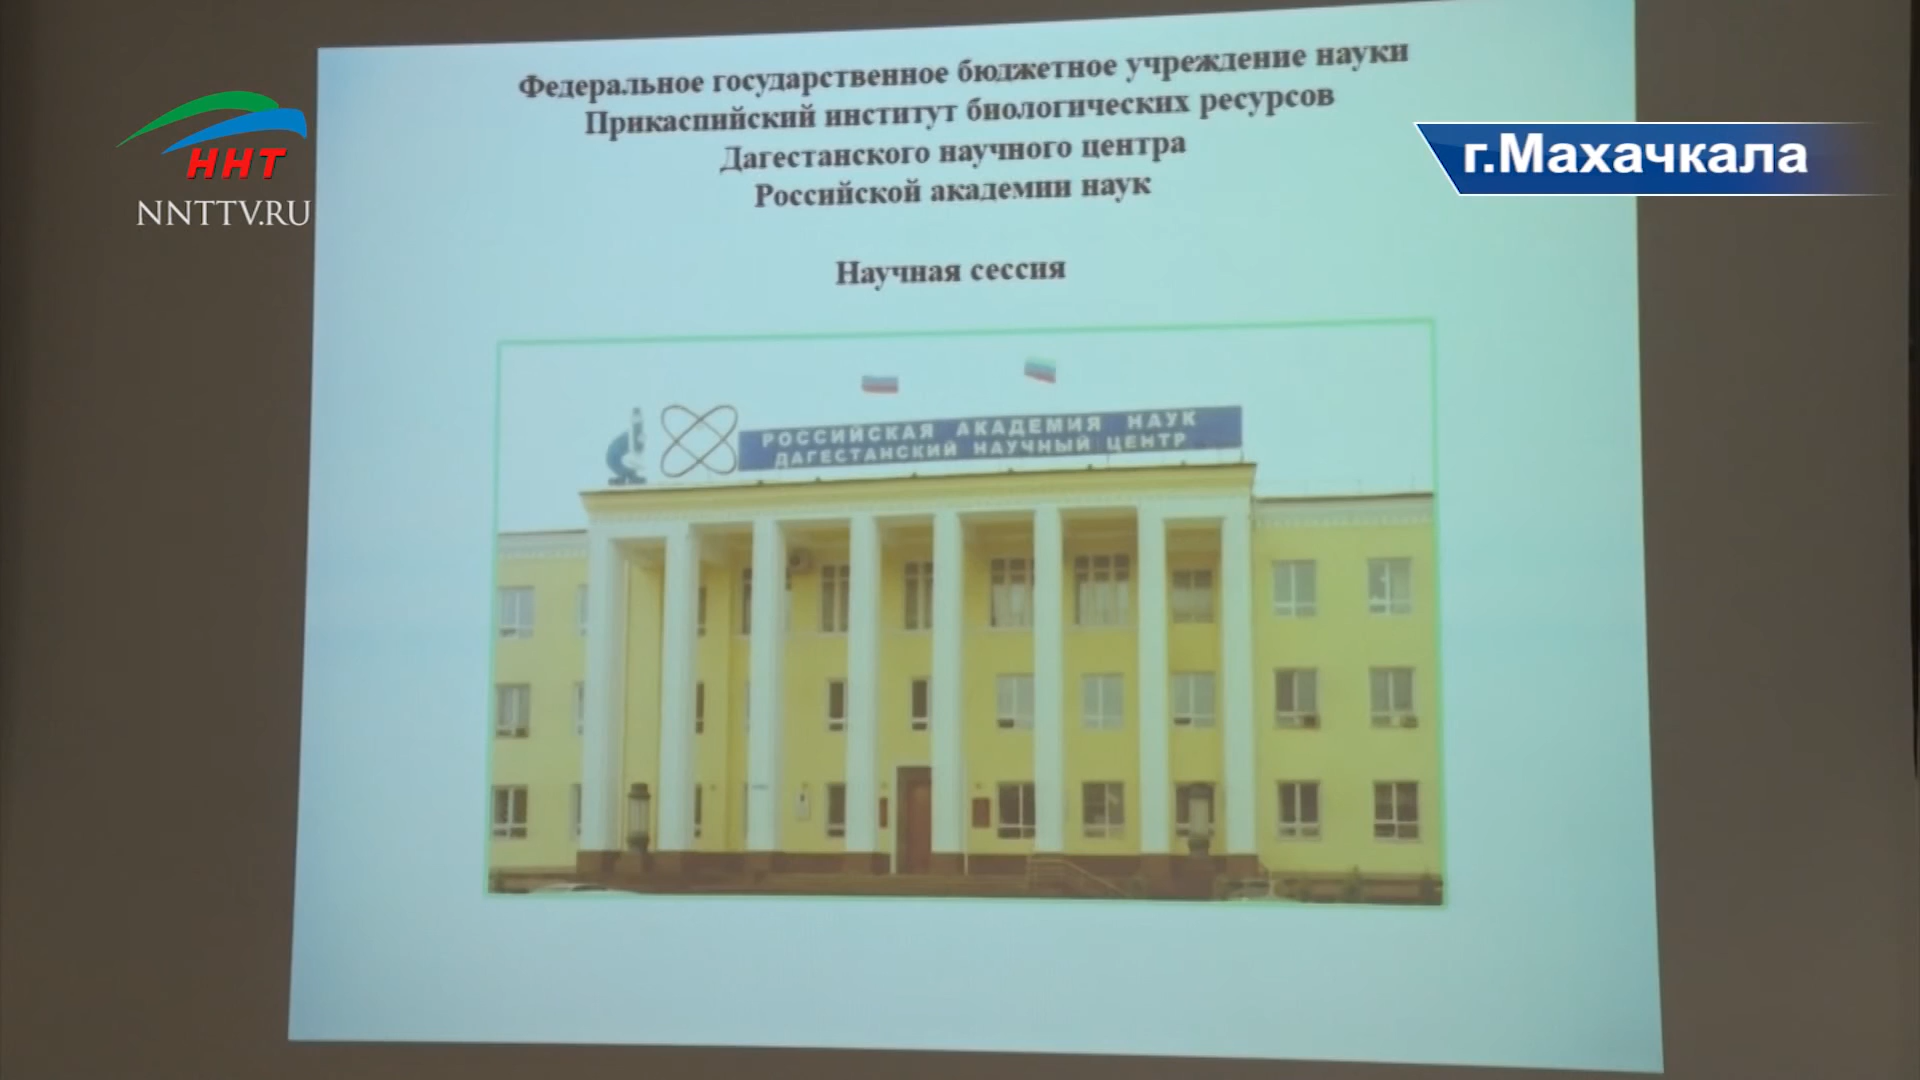 Федеральное государственное бюджетное учреждение науки
Прикаспийский институт биологических ресурсов
Дагестанского научного центра
Российской академии наук
Научная сессия
ННТ
NNTTV.RU
г.Махачкала
РОССИЙСКАЯ АКАДЕМИЯ НАУК
ДАГЕСТАНСКИЙ НАУЧНЫЙ ЦЕНТР